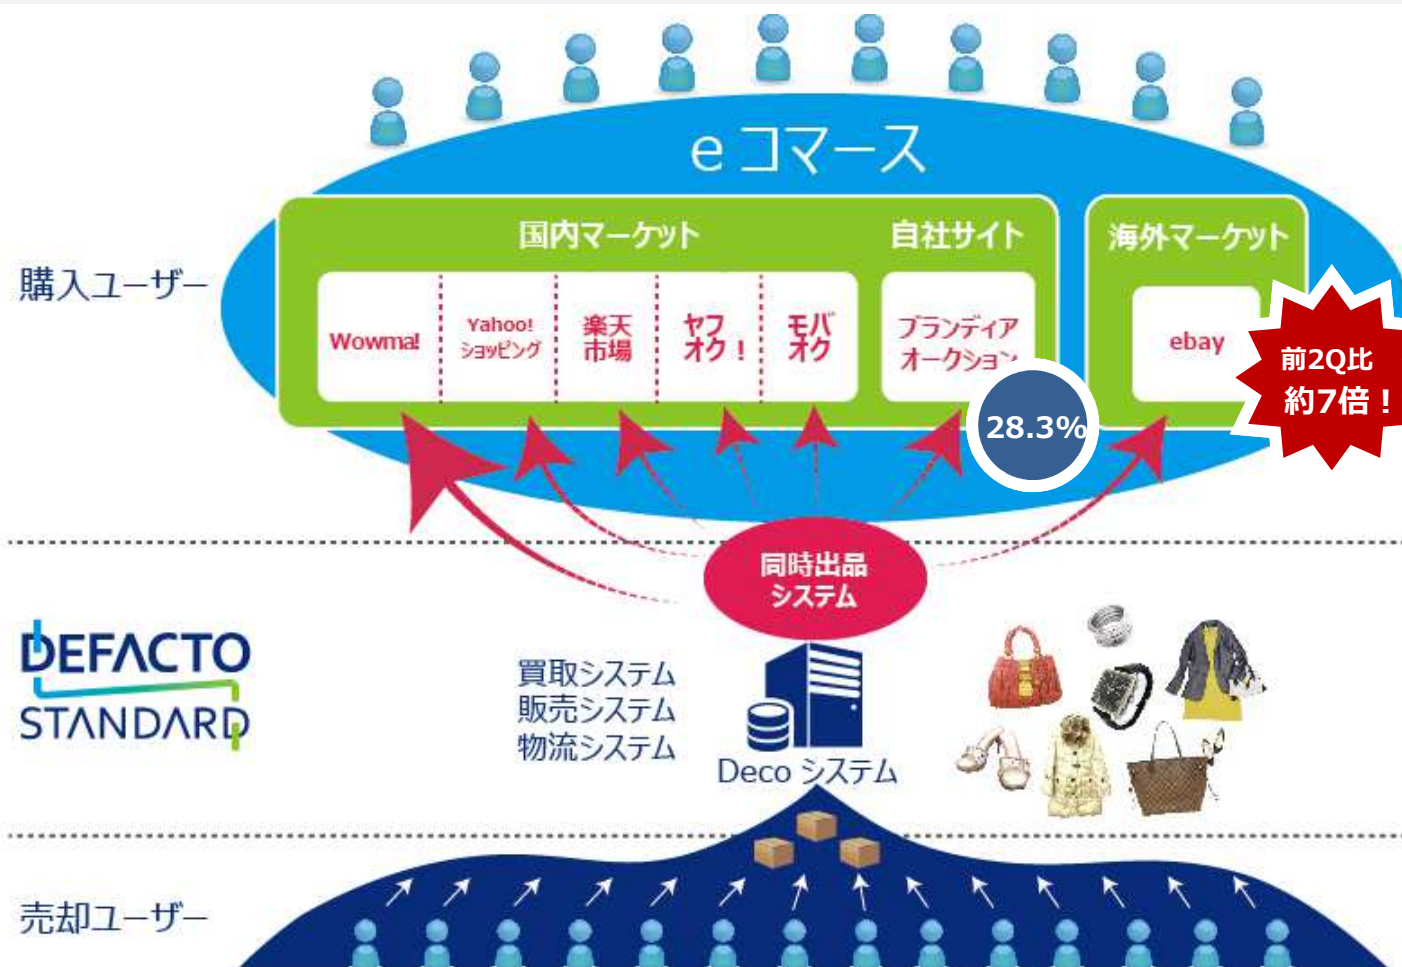 eコマース
国内マーケット
自社サイト
海外マーケット
購入ユーザー
Wowma!
Yahoo!
ショッピング
楽天
市場
ヤフ
オク！
モバ
オク
ブランディア
オークション
ebay
前2Q比
約7倍！
28.3%
同時出品
システム
DEFACTO
STANDARD
買取システム
販売システム
物流システム
Deco システム
売却ユーザー